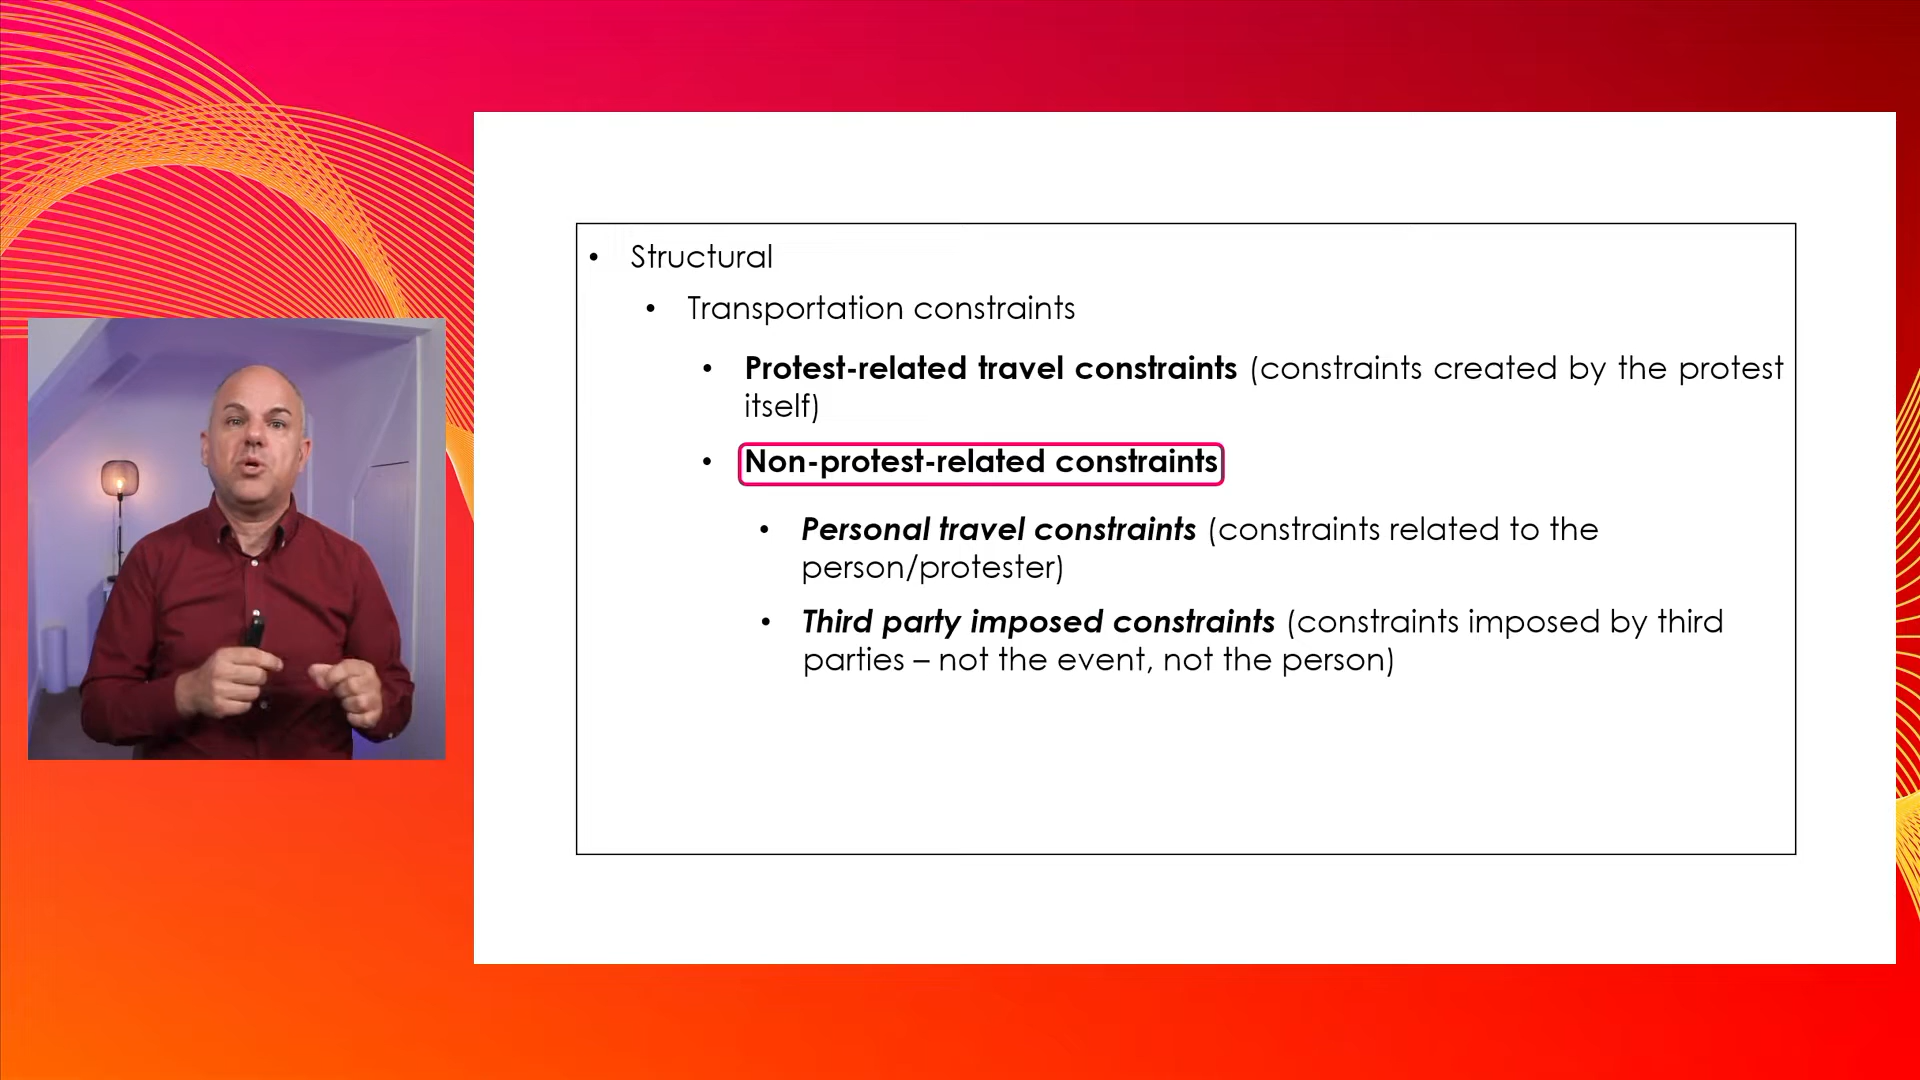 • Structural
• Transportation constraints
• Protest-related travel constraints (constraints created by the protest
itself)
• Non-protest-related constraints
• Personal travel constraints (constraints related to the
person/protester)
• Third party imposed constraints (constraints imposed by third
parties – not the event, not the person)